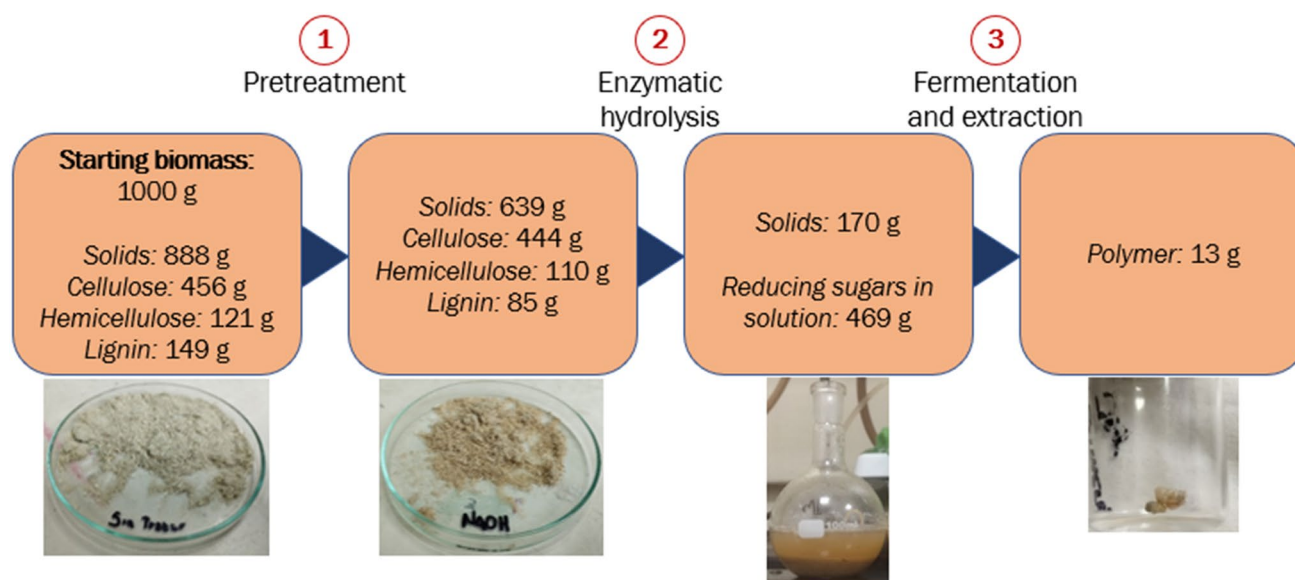 1
Pretreatment
2
Enzymatic
hydrolysis
3
Fermentation
and extraction
Starting biomass:
1000 g
Solids: 888 g
Cellulose: 456 g
Hemicellulose: 121 g
Lignin: 149 g
Solids: 639 g
Cellulose: 444 g
Hemicellulose: 110 g
Lignin: 85 g
Solids: 170 g
Reducing sugars in
solution: 469 g
Polymer: 13 g
Sin
NaOH
100mL